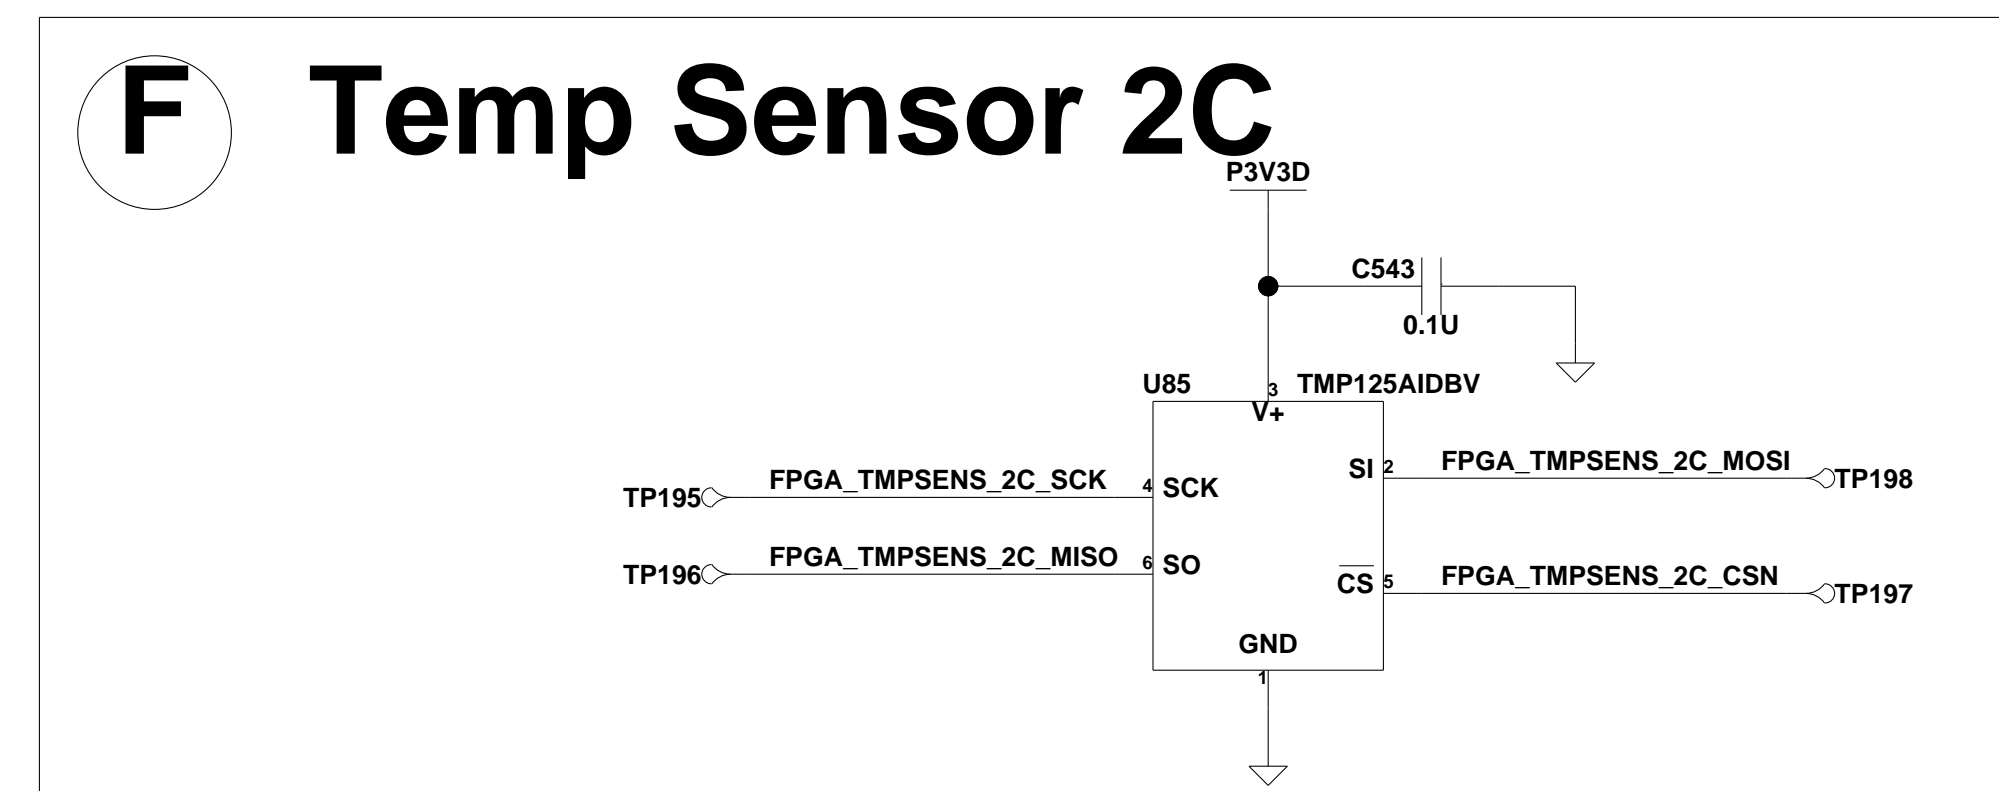 F Temp Sensor 2C
P3V3D
C543
0.1U
U85 3 TMP125AIDBV
V+
SI 2 FPGA_TMPSENS_2C_MOSI TP198
TP195 FPGA_TMPSENS_2C_SCK 4 SCK
TP196 FPGA_TMPSENS_2C_MISO 6 SO
CS 5 FPGA_TMPSENS_2C_CSN TP197
GND
1